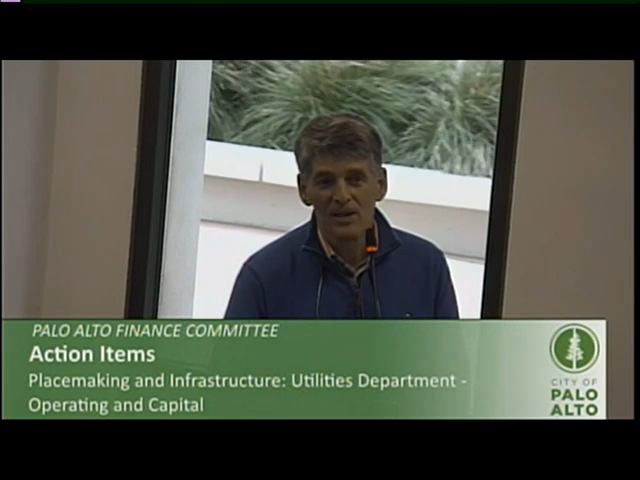 PALO ALTO FINANCE COMMITTEE
Action Items
Placemaking and Infrastructure: Utilities Department -
Operating and Capital
CITY OF
PALO
ALTO